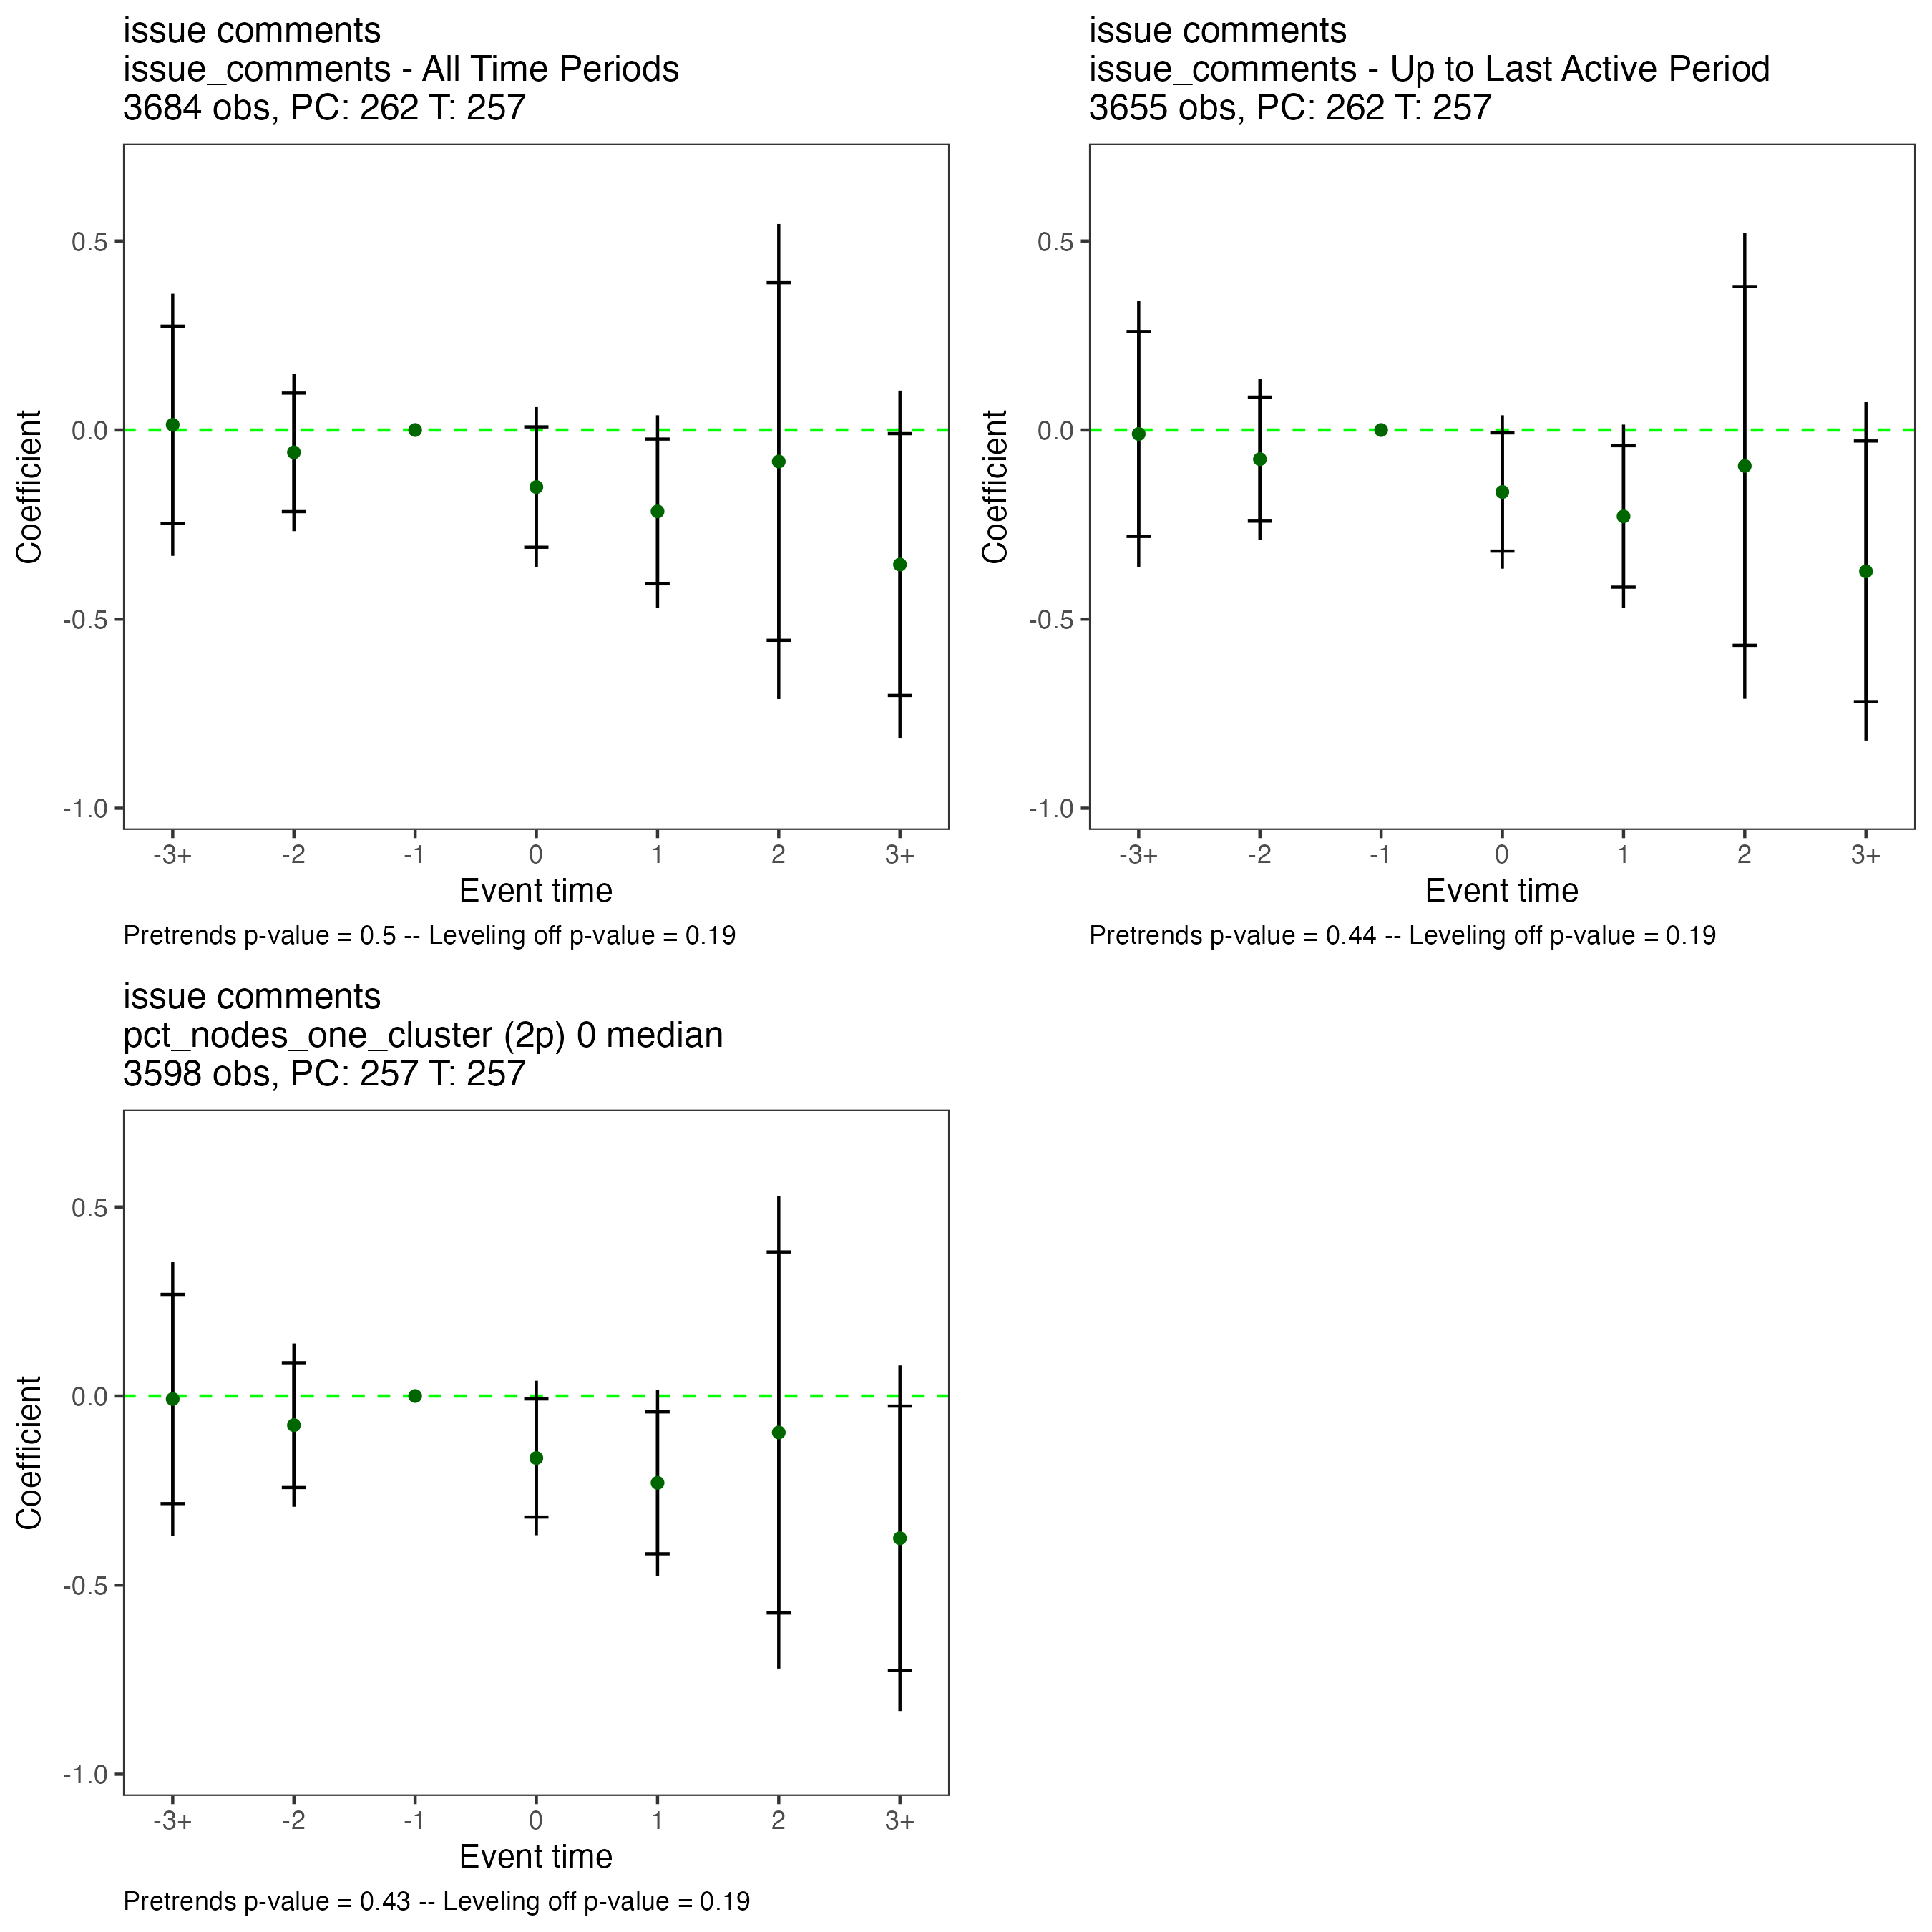 issue comments
issue_comments - All Time Periods
3684 obs, PC: 262 T: 257
Coefficient
0.5
0.0
-0.5
-1.0
-3+ -2 -1 0 1 2 3+
Event time
Pretrends p-value = 0.5 -- Leveling off p-value = 0.19
issue comments
issue_comments - Up to Last Active Period
3655 obs, PC: 262 T: 257
Coefficient
0.5
0.0
-0.5
-1.0
-3+ -2 -1 0 1 2 3+
Event time
Pretrends p-value = 0.44 -- Leveling off p-value = 0.19
issue comments
pct_nodes_one_cluster (2p) 0 median
3598 obs, PC: 257 T: 257
Coefficient
0.5
0.0
-0.5
-1.0
-3+ -2 -1 0 1 2 3+
Event time
Pretrends p-value = 0.43 -- Leveling off p-value = 0.19